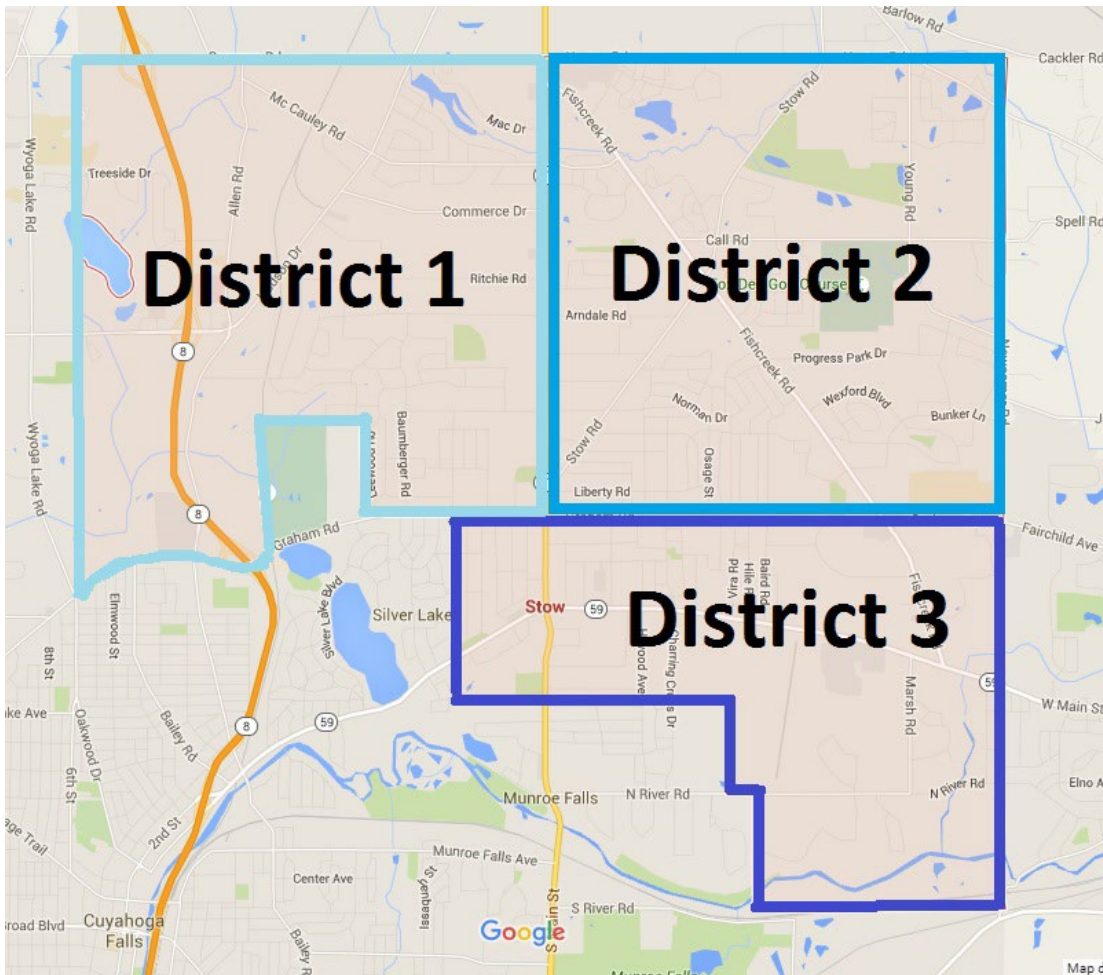 Barlow Rd
Cackler Rd
Mc Cauley Rd
Mac Dr
Fishcreek Rd
Stow Rd
Wyoga Lake Rd
Treeside Dr
Allen Rd
Young Rd
Commerce Dr
Call Rd
Spell Rd
District 1
District 2
Ritchie Rd
Arndale Rd
8
Fishcreek Rd
Progress Park Dr
Wexford Blvd
Norman Dr
Bunker Ln
Baumberger Rd
Stow Rd
Osage St
Wyoga Lake Rd
Liberty Rd
8
Graham Rd
Fairchild Ave
Elmwood St
Silver Lake Blvd
Silver Lake
Stow
59
Vira Rd
Hile R
Baird Rd
District 3
8th St
59
Marsh Rd
W Main St
Oakwood Dr
Bailey Rd
8
59
6th St
N River Rd
N River Rd
Elno A
Munroe Falls
2nd St
Munroe Falls Ave
Center Ave
S River Rd
Cuyahoga
Falls
Bailey
Google
Munroe Falls
Map